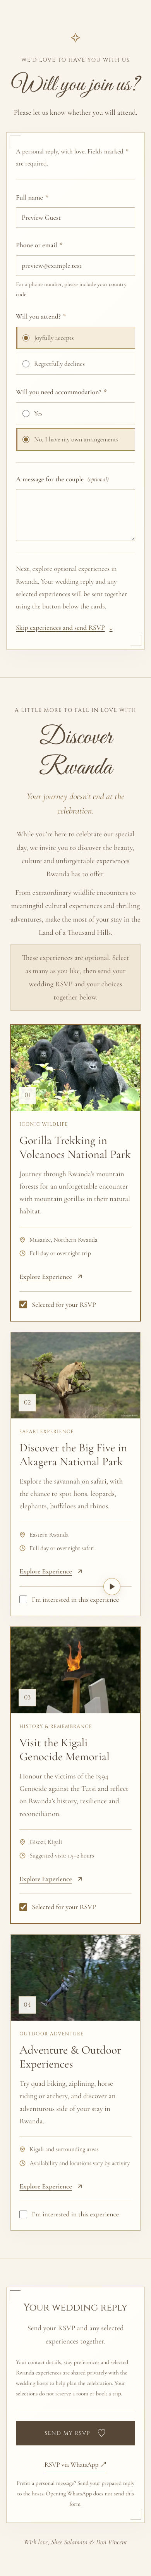 WE'D LOVE TO HAVE YOU WITH US
Will you join us?
Please let us know whether you will attend.
A personal reply, with love. Fields marked *
are required.
Full name *
Preview Guest
Phone or email *
preview@example.test
For a phone number, please include your country
code.
Will you attend? *
Joyfully accepts
Regretfully declines
Will you need accommodation? *
Yes
No, I have my own arrangements
A message for the couple (optional)
Next, explore optional experiences in
Rwanda. Your wedding reply and any
selected experiences will be sent together
using the button below the cards.
Skip experiences and send RSVP ↓
A LITTLE MORE TO FALL IN LOVE WITH
Discover
Rwanda
Your journey doesn't end at the
celebration.
While you're here to celebrate our special
day, we invite you to discover the beauty,
culture and unforgettable experiences
Rwanda has to offer.
From extraordinary wildlife encounters to
meaningful cultural experiences and thrilling
adventures, make the most of your stay in the
Land of a Thousand Hills.
These experiences are optional. Select
as many as you like, then send your
wedding RSVP and your choices
together below.
01
ICONIC WILDLIFE
Gorilla Trekking in
Volcanoes National Park
Journey through Rwanda's mountain
forests for an unforgettable encounter
with mountain gorillas in their natural
habitat.
Musanze, Northern Rwanda
Full day or overnight trip
Explore Experience ↗
Selected for your RSVP
02
SAFARI EXPERIENCE
Discover the Big Five in
Akagera National Park
Explore the savannah on safari, with
the chance to spot lions, leopards,
elephants, buffaloes and rhinos.
Eastern Rwanda
Full day or overnight safari
Explore Experience ↗
I'm interested in this experience
03
HISTORY & REMEMBRANCE
Visit the Kigali
Genocide Memorial
Honour the victims of the 1994
Genocide against the Tutsi and reflect
on Rwanda's history, resilience and
reconciliation.
Gisozi, Kigali
Suggested visit: 1.5–2 hours
Explore Experience ↗
Selected for your RSVP
04
OUTDOOR ADVENTURE
Adventure & Outdoor
Experiences
Try quad biking, ziplining, horse
riding or archery, and discover an
adventurous side of your stay in
Rwanda.
Kigali and surrounding areas
Availability and locations vary by activity
Explore Experience ↗
I'm interested in this experience
YOUR WEDDING REPLY
Send your RSVP and any selected
experiences together.
Your contact details, stay preferences and selected
Rwanda experiences are shared privately with the
wedding hosts to help plan the celebration. Your
selections do not reserve a room or book a trip.
SEND MY RSVP ♡
RSVP via WhatsApp ↗
Prefer a personal message? Send your prepared reply
to the hosts. Opening WhatsApp does not send this
form.